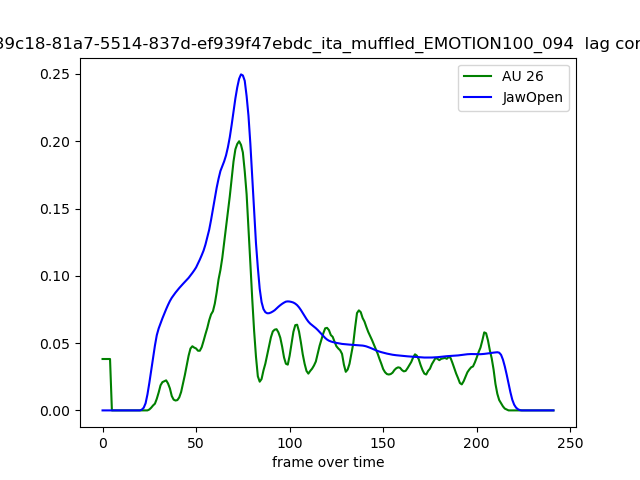 39c18-81a7-5514-837d-ef939f47ebdc_ita_muffled_EMOTION100_094 lag cor
AU 26
JawOpen
0.25
0.20
0.15
0.10
0.05
0.00
0 50 100 150 200 250
frame over time